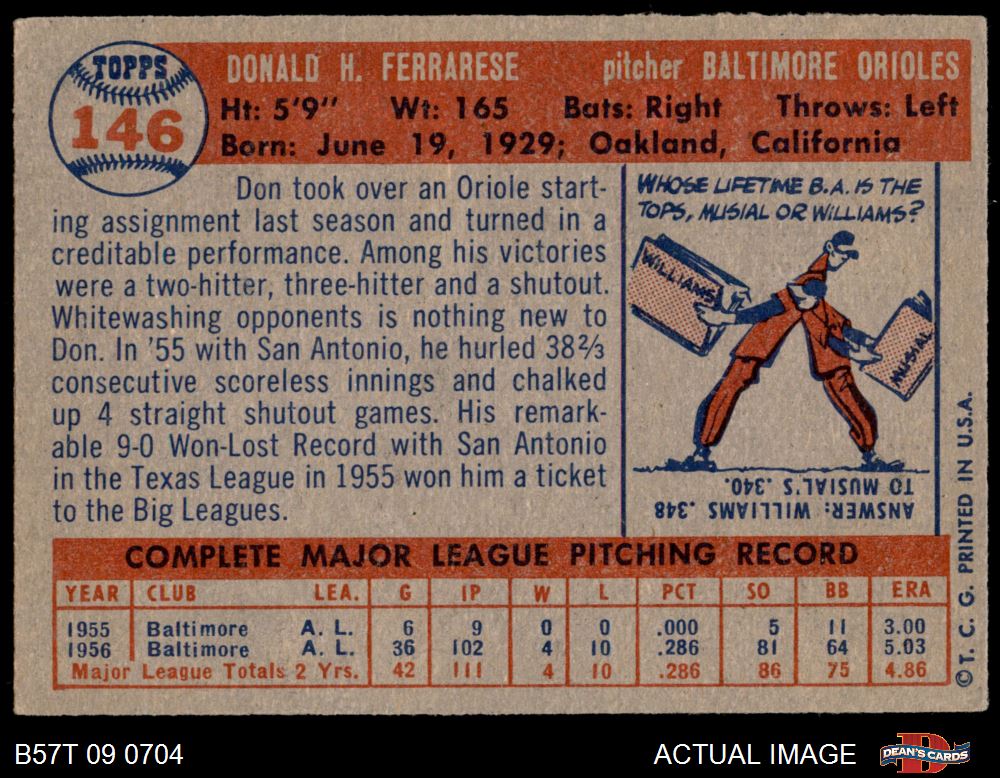 TOPPS
146
DONALD H. FERRARESE pitcher BALTIMORE ORIOLES
Ht: 5'9" Wt: 165 Bats: Right Throws: Left
Born: June 19, 1929; Oakland, California
Don took over an Oriole start-
ing assignment last season and turned in a
creditable performance. Among his victories
were a two-hitter, three-hitter and a shutout.
Whitewashing opponents is nothing new to
Don. In '55 with San Antonio, he hurled 38⅔
consecutive scoreless innings and chalked
up 4 straight shutout games. His remark-
able 9-0 Won-Lost Record with San Antonio
in the Texas League in 1955 won him a ticket
to the Big Leagues.
WHOSE LIFETIME B.A. IS THE
TOPS, MUSIAL OR WILLIAMS?
WILLIAMS
MUSIAL
ANSWER: WILLIAMS .348
TO MUSIAL'S .340.
COMPLETE MAJOR LEAGUE PITCHING RECORD
YEAR CLUB LEA. G IP W L PCT SO BB ERA
1955 Baltimore A. L. 6 9 0 0 .000 5 11 3.00
1956 Baltimore A. L. 36 102 4 10 .286 81 64 5.03
Major League Totals 2 Yrs. 42 111 4 10 .286 86 75 4.86
©T. C. G. PRINTED IN U.S.A.
B57T 09 0704
ACTUAL IMAGE
DEAN'S CARDS